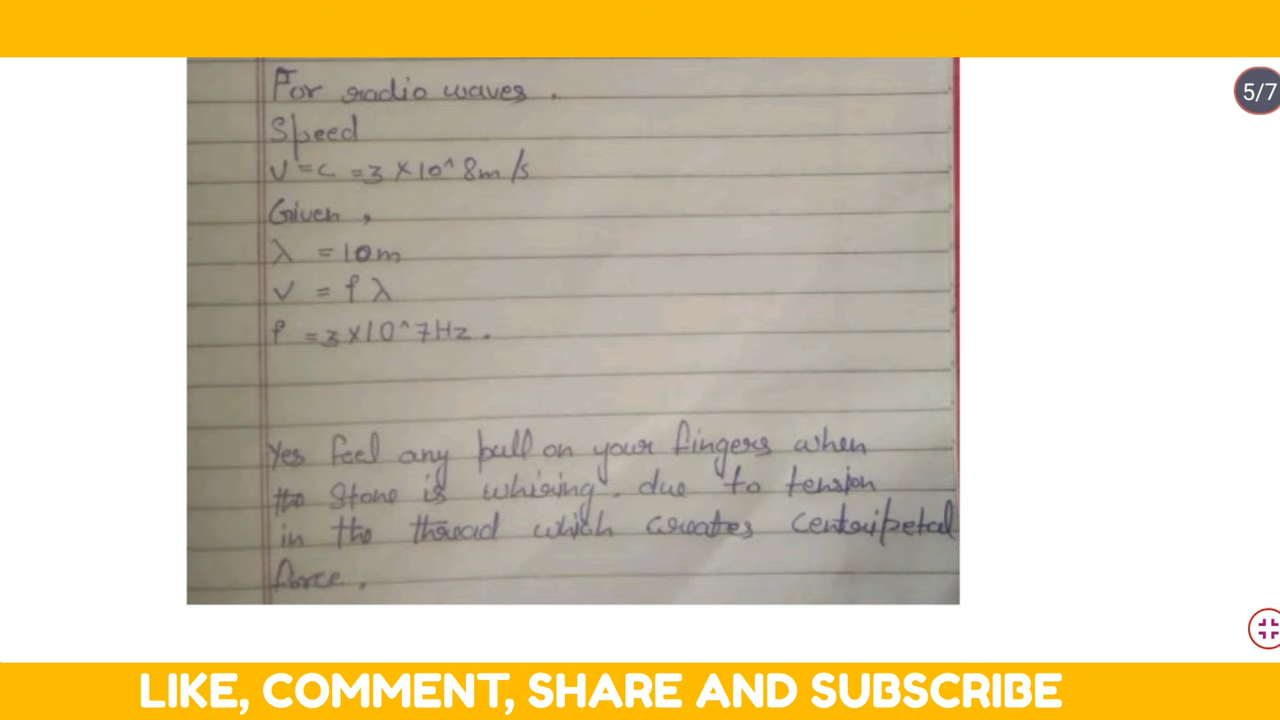 For radio waves.
5/7
Speed
V=c =3 ×10^8m/s
Given,
λ =10m
V = fλ
f =3×10^7Hz.
Yes feel any pull on your fingers when
the stone is whiring. due to tension
in the thread which creates centripetal
force.
LIKE, COMMENT, SHARE AND SUBSCRIBE